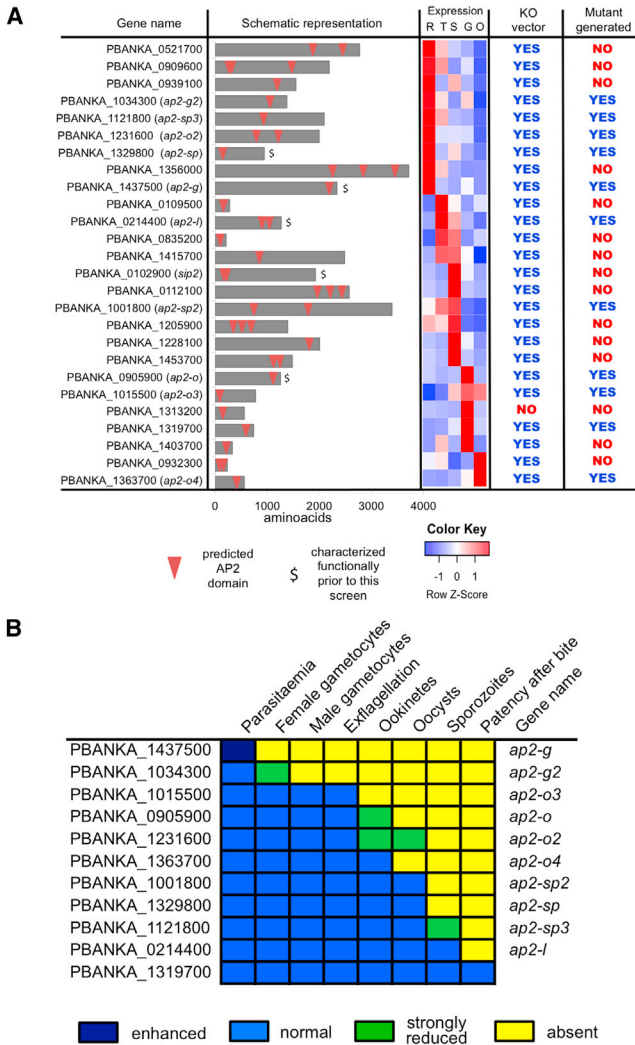 A
Gene name Schematic representation Expression KO vector Mutant generated
R T S G O
PBANKA_0521700 YES NO
PBANKA_0909600 YES NO
PBANKA_0939100 YES NO
PBANKA_1034300 (ap2-g2) YES YES
PBANKA_1121800 (ap2-sp3) YES YES
PBANKA_1231600 (ap2-o2) YES YES
PBANKA_1329800 (ap2-sp) $ YES YES
PBANKA_1356000 YES NO
PBANKA_1437500 (ap2-g) $ YES YES
PBANKA_0109500 YES NO
PBANKA_0214400 (ap2-l) $ YES YES
PBANKA_0835200 YES NO
PBANKA_1415700 YES NO
PBANKA_0102900 (sip2) $ YES NO
PBANKA_0112100 YES NO
PBANKA_1001800 (ap2-sp2) YES YES
PBANKA_1205900 YES NO
PBANKA_1228100 YES NO
PBANKA_1453700 YES NO
PBANKA_0905900 (ap2-o) $ YES YES
PBANKA_1015500 (ap2-o3) YES YES
PBANKA_1313200 NO NO
PBANKA_1319700 YES YES
PBANKA_1403700 YES NO
PBANKA_0932300 YES NO
PBANKA_1363700 (ap2-o4) YES YES
0 1000 2000 3000 4000
aminoacids
predicted AP2 domain
$ characterized functionally prior to this screen
Color Key
-1 0 1
Row Z-Score
B
Parasitaemia
Female gametocytes
Male gametocytes
Exflagellation
Ookinetes
Oocysts
Sporozoites
Patency after bite
Gene name
PBANKA_1437500 ap2-g
PBANKA_1034300 ap2-g2
PBANKA_1015500 ap2-o3
PBANKA_0905900 ap2-o
PBANKA_1231600 ap2-o2
PBANKA_1363700 ap2-o4
PBANKA_1001800 ap2-sp2
PBANKA_1329800 ap2-sp
PBANKA_1121800 ap2-sp3
PBANKA_0214400 ap2-l
PBANKA_1319700
enhanced normal strongly reduced absent